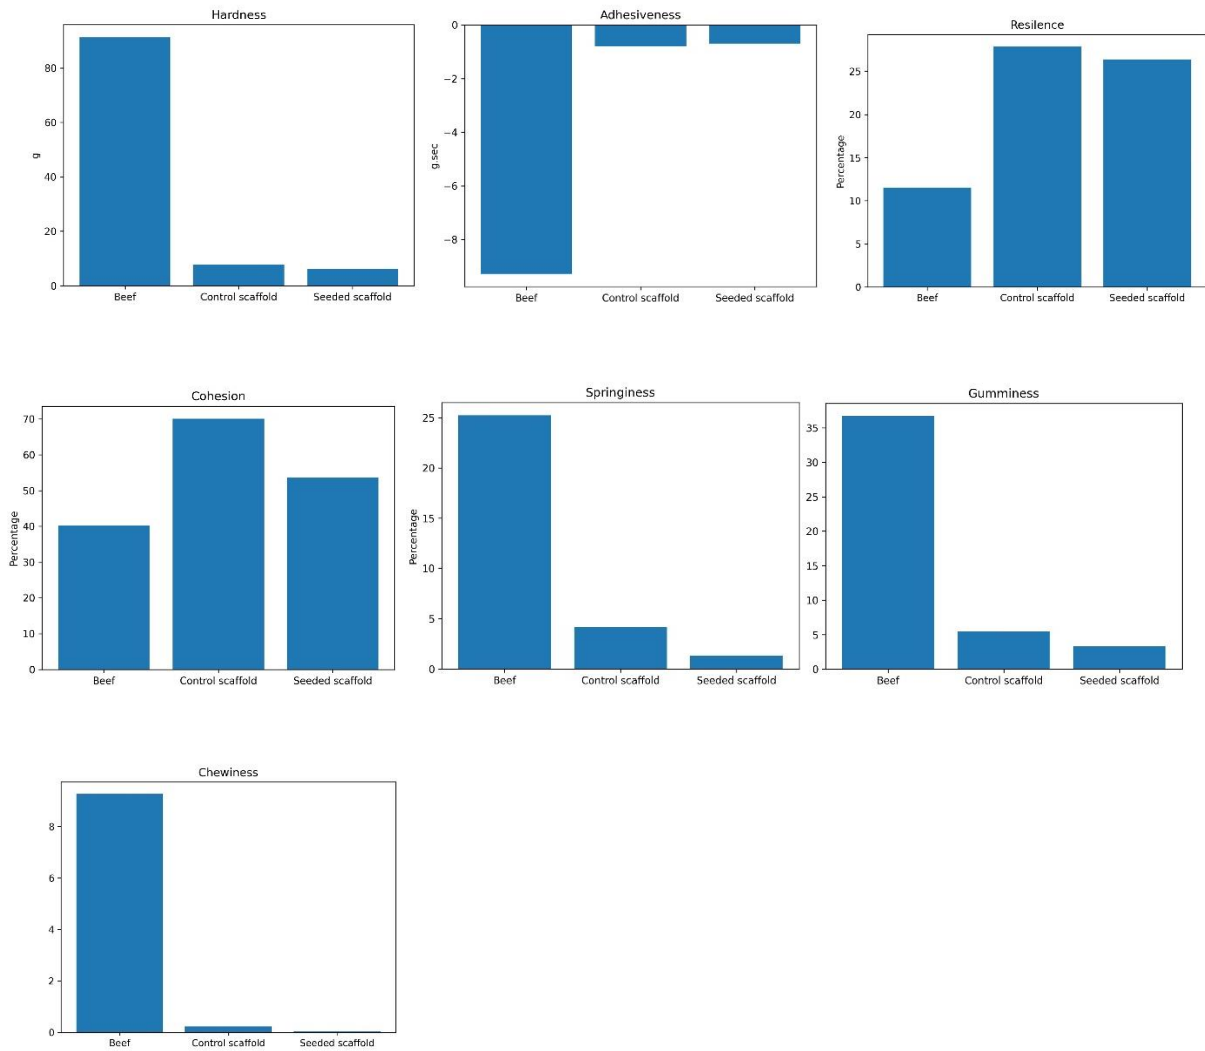 Hardness
g
80
60
40
20
0
Beef Control scaffold Seeded scaffold
Adhesiveness
g.sec
0
−2
−4
−6
−8
Beef Control scaffold Seeded scaffold
Resilence
Percentage
25
20
15
10
5
0
Beef Control scaffold Seeded scaffold
Cohesion
Percentage
70
60
50
40
30
20
10
0
Beef Control scaffold Seeded scaffold
Springiness
Percentage
25
20
15
10
5
0
Beef Control scaffold Seeded scaffold
Gumminess
35
30
25
20
15
10
5
0
Beef Control scaffold Seeded scaffold
Chewiness
8
6
4
2
0
Beef Control scaffold Seeded scaffold